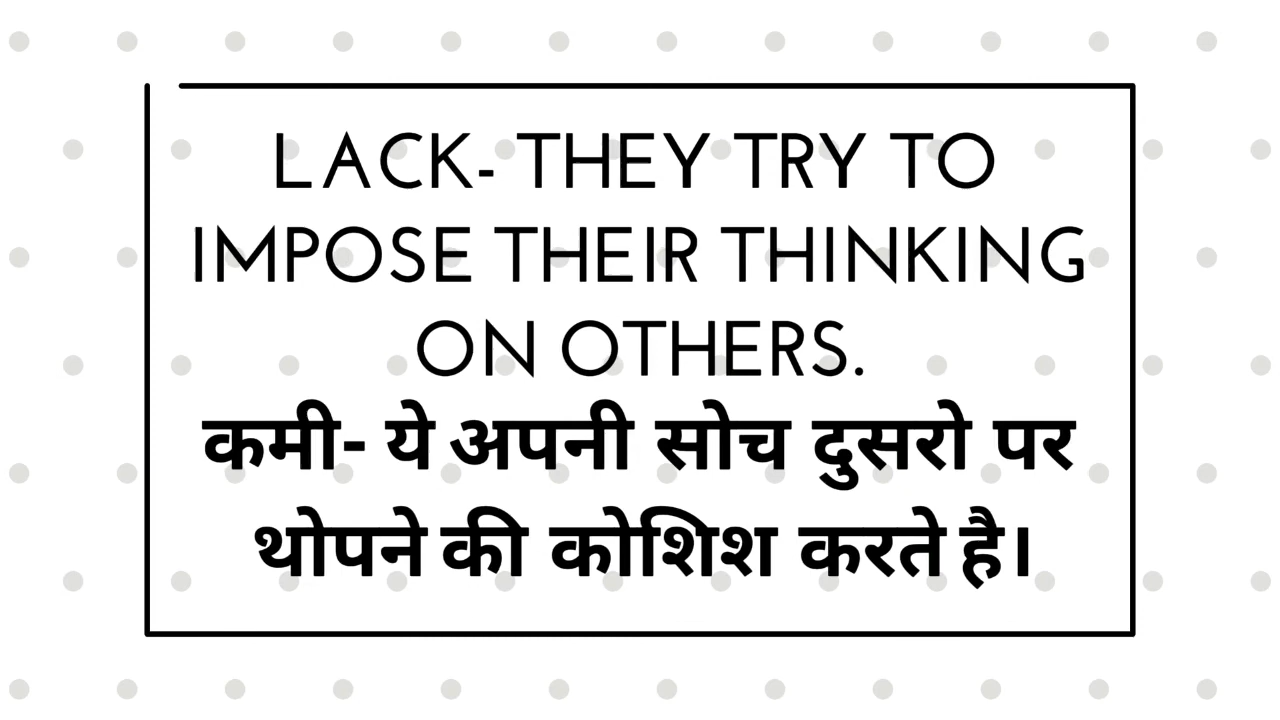 LACK- THEY TRY TO
IMPOSE THEIR THINKING
ON OTHERS.
कमी- ये अपनी सोच दुसरो पर
थोपने की कोशिश करते है।